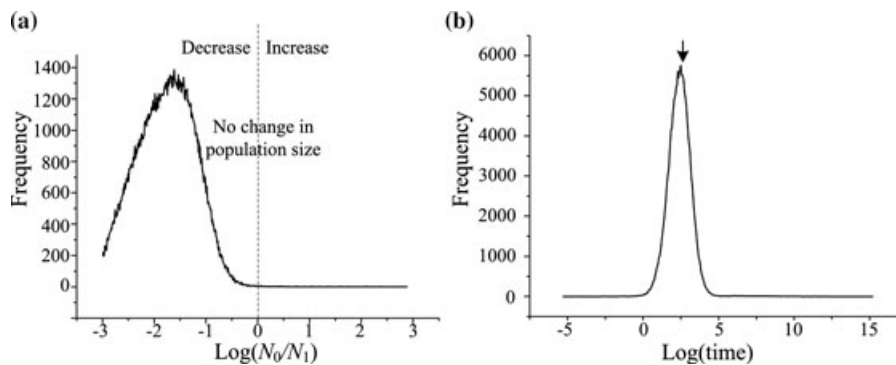 (a)
Decrease Increase
1400
1200
1000
800
600
400
200
0
No change in
population size
Frequency
-3 -2 -1 0 1 2 3
Log(N₀/N₁)
(b)
6000
5000
4000
3000
2000
1000
0
Frequency
-5 0 5 10 15
Log(time)